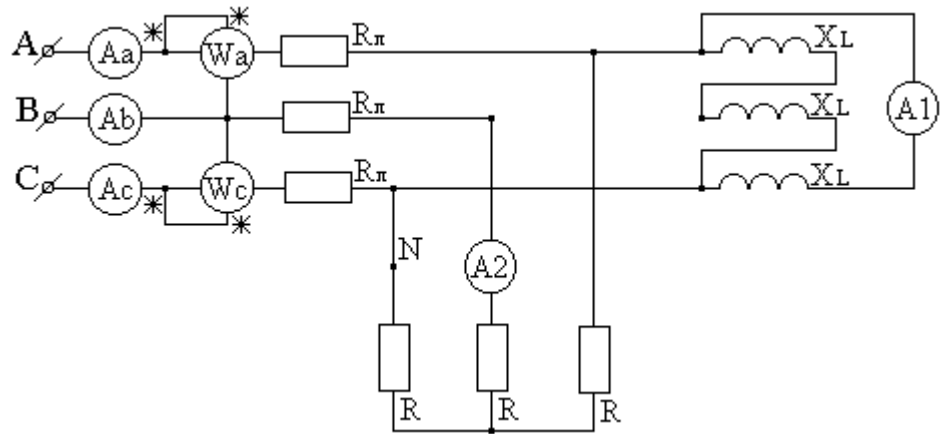 A Aa * * Wa Rл XL
B Ab Rл XL A1
C Ac * Wc * Rл XL
N A2
R R R